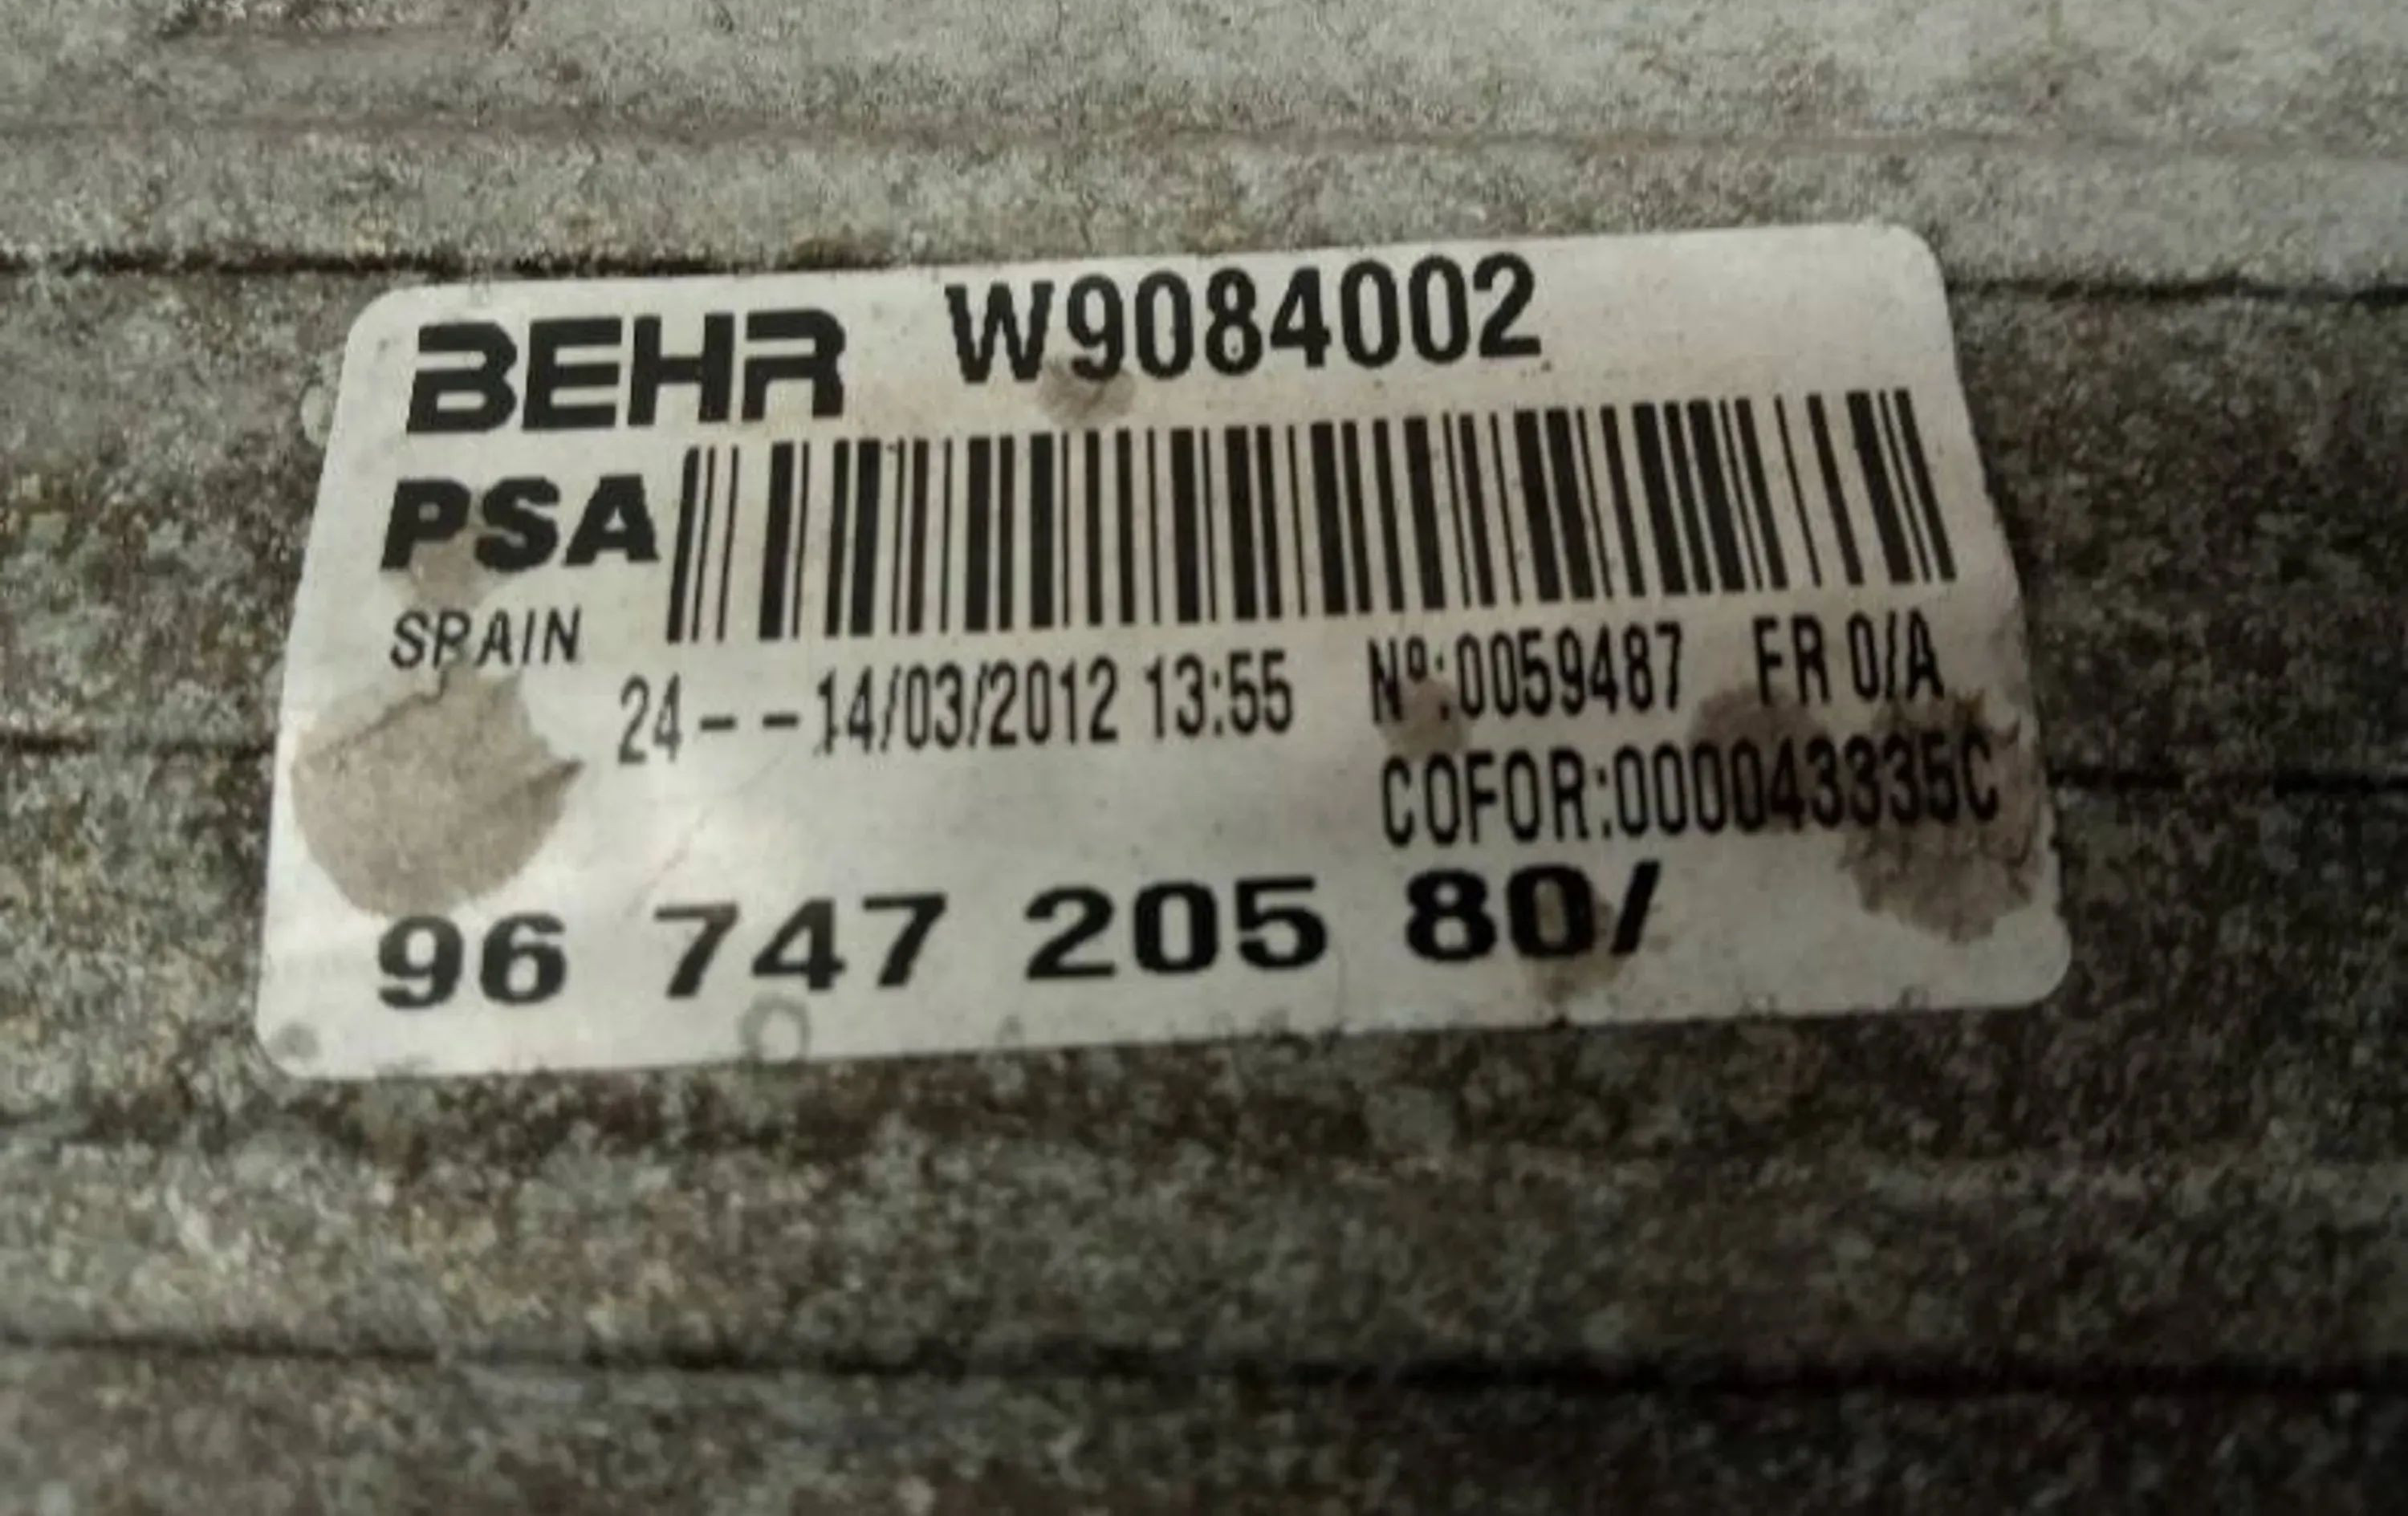 BEHR W9084002
PSA
SPAIN
24- -14/03/2012 13:55 Nº:0059487 FR 0/A
COFOR:000043335C
96 747 205 80/